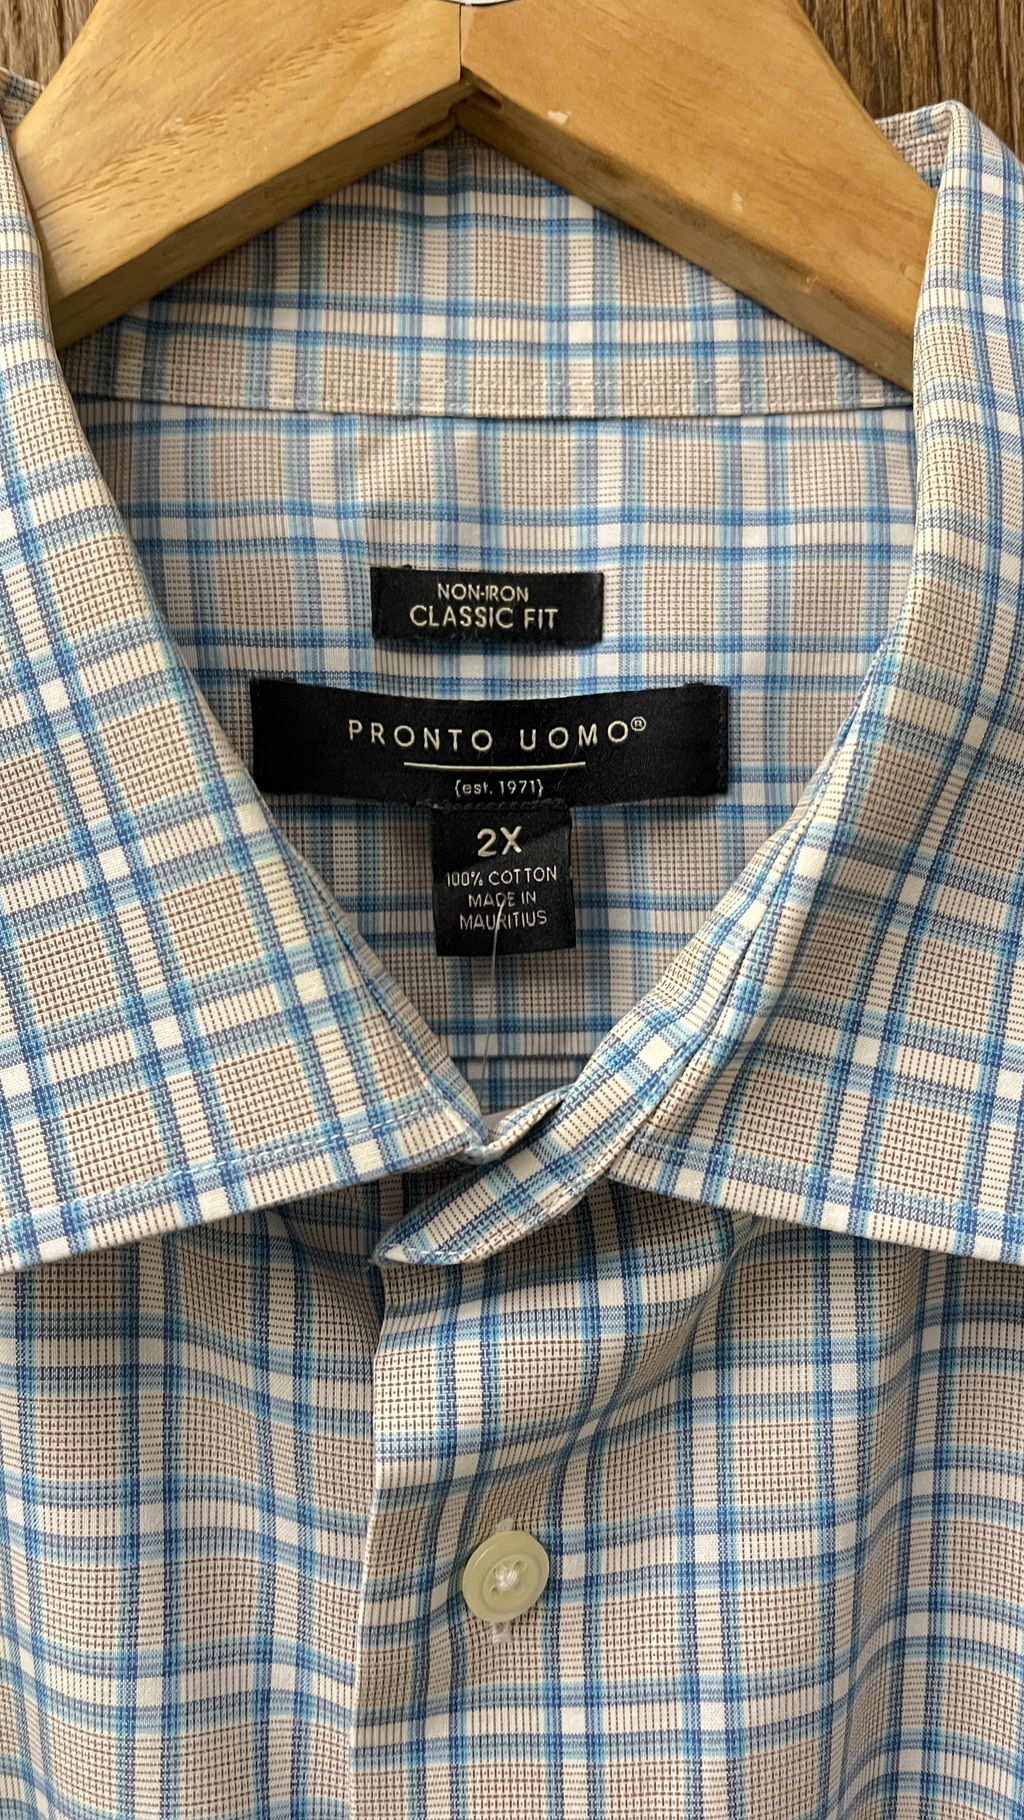 NON-IRON
CLASSIC FIT
PRONTO UOMO®
{est. 1971}
2X
100% COTTON
MADE IN
MAURITIUS